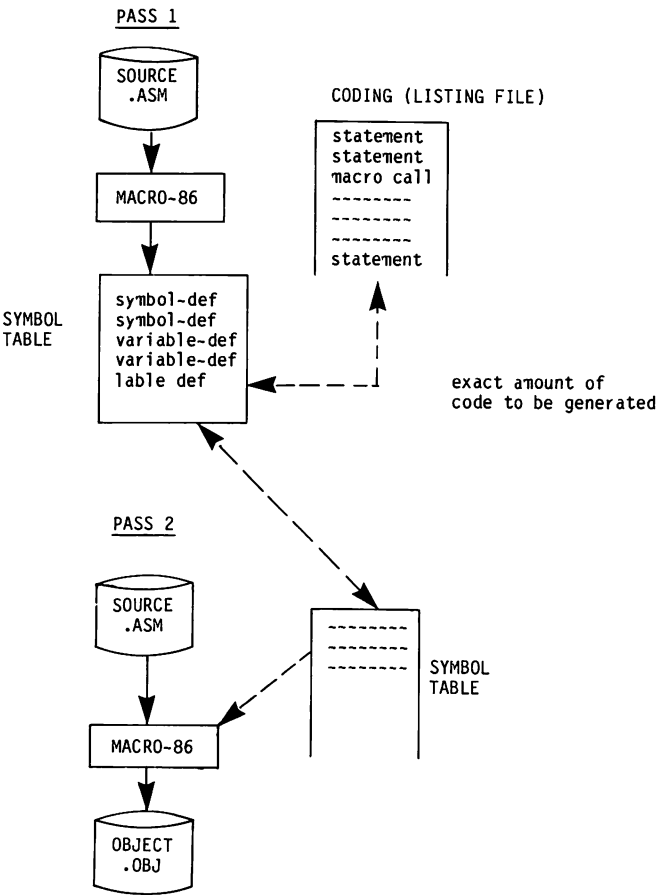 PASS 1
SOURCE
.ASM
CODING (LISTING FILE)
statement
statement
macro call
~~~~~~~~
~~~~~~~~
~~~~~~~~
statement
MACRO~86
SYMBOL
TABLE
symbol~def
symbol~def
variable~def
variable~def
lable def
exact amount of
code to be generated
PASS 2
SOURCE
.ASM
~~~~~~~~
~~~~~~~~
~~~~~~~~
SYMBOL
TABLE
MACRO~86
OBJECT
.OBJ